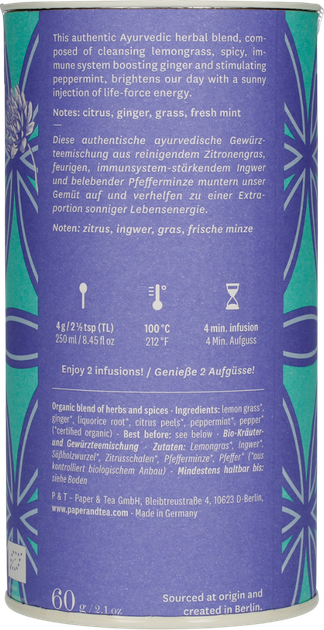 This authentic Ayurvedic herbal blend, com-
posed of cleansing lemongrass, spicy, im-
mune system boosting ginger and stimulating
peppermint, brightens our day with a sunny
injection of life-force energy.
Notes: citrus, ginger, grass, fresh mint
—
Diese authentische ayurvedische Gewürz-
teemischung aus reinigendem Zitronengras,
feurigen, immunsystem-stärkendem Ingwer
und belebender Pfefferminze muntern unser
Gemüt auf und verhelfen zu einer Extra-
portion sonniger Lebensenergie.
Noten: zitrus, ingwer, gras, frische minze
4 g / 2 ½ tsp (TL)
250 ml / 8.45 fl oz
100 °C
212 °F
4 min. infusion
4 Min. Aufguss
Enjoy 2 infusions! / Genieße 2 Aufgüsse!
Organic blend of herbs and spices · Ingredients: lemon grass*,
ginger*, liquorice root*, citrus peels*, peppermint*, pepper*
(*certified organic) · Best before: see below · Bio-Kräuter-
und Gewürzteemischung · Zutaten: Lemongras*, Ingwer*,
Süßholzwurzel*, Zitrusschalen*, Pfefferminze*, Pfeffer* (*aus
kontrolliert biologischem Anbau) · Mindestens haltbar bis:
siehe Boden
P & T - Paper & Tea GmbH, Bleibtreustraße 4, 10623 D-Berlin,
www.paperandtea.com - Made in Germany
60 g / 2.1 oz
Sourced at origin and
created in Berlin.